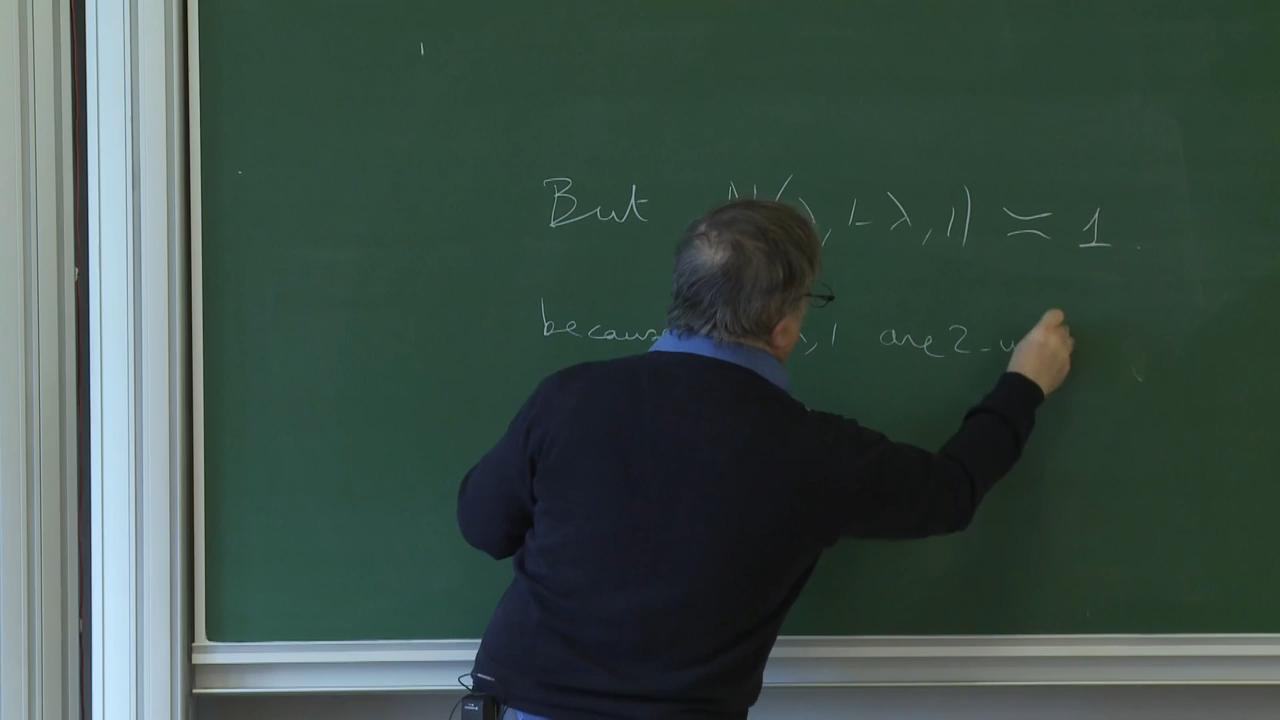 But N(λ, 1-λ, 1) ≍ 1.
because λ, 1 are 2-u